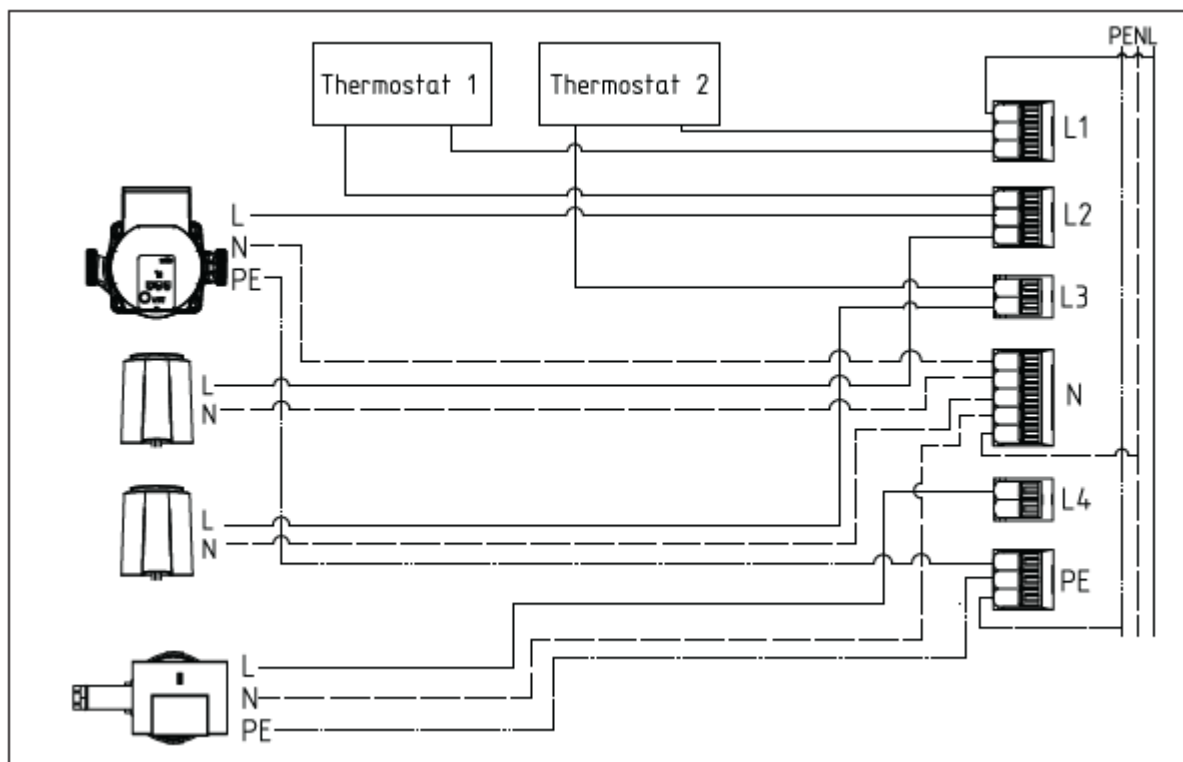 PENL
Thermostat 1
Thermostat 2
L1
L
L2
N
PE
L3
L
N
N
L4
L
N
PE
L
N
PE